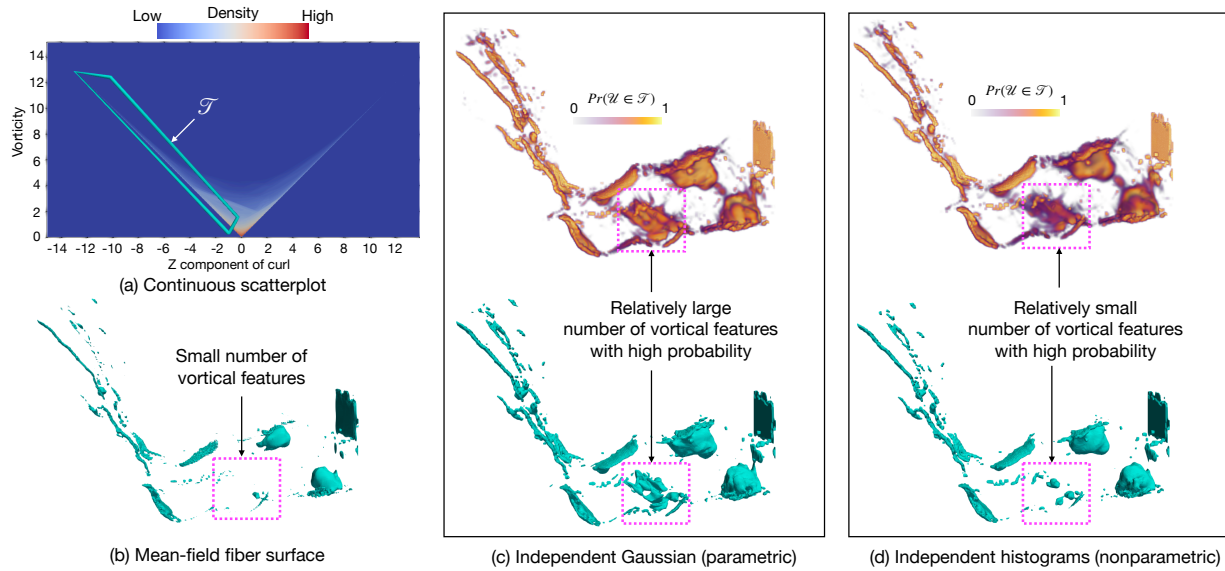 Low Density High
Vorticity
14
12
10
8
6
4
2
0
𝒯
-14 -12 -10 -8 -6 -4 -2 0 2 4 6 8 10 12
Z component of curl
(a) Continuous scatterplot
Small number of
vortical features
(b) Mean-field fiber surface
Pr(𝒰 ∈ 𝒯)
0 1
Relatively large
number of vortical features
with high probability
(c) Independent Gaussian (parametric)
Pr(𝒰 ∈ 𝒯)
0 1
Relatively small
number of vortical features
with high probability
(d) Independent histograms (nonparametric)